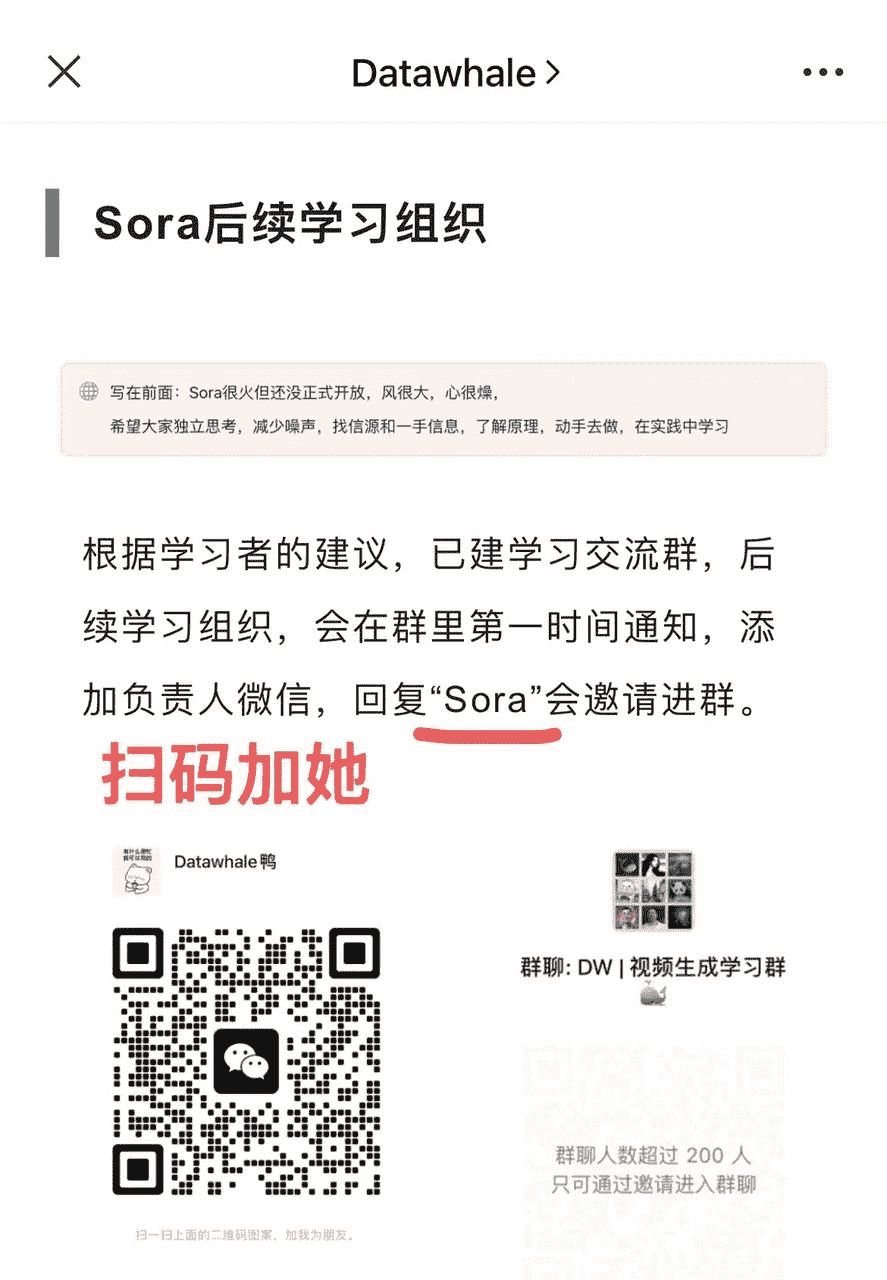 Datawhale
Sora后续学习组织
写在前面：Sora很火但还没正式开放，风很大，心很燥，
希望大家独立思考，减少噪声，找信源和一手信息，了解原理，动手去做，在实践中学习
根据学习者的建议，已建学习交流群，后
续学习组织，会在群里第一时间通知，添
加负责人微信，回复“Sora”会邀请进群。
扫码加她
Datawhale鸭
扫一扫上面的二维码图案，加我为朋友。
群聊: DW | 视频生成学习群
群聊人数超过 200 人
只可通过邀请进入群聊